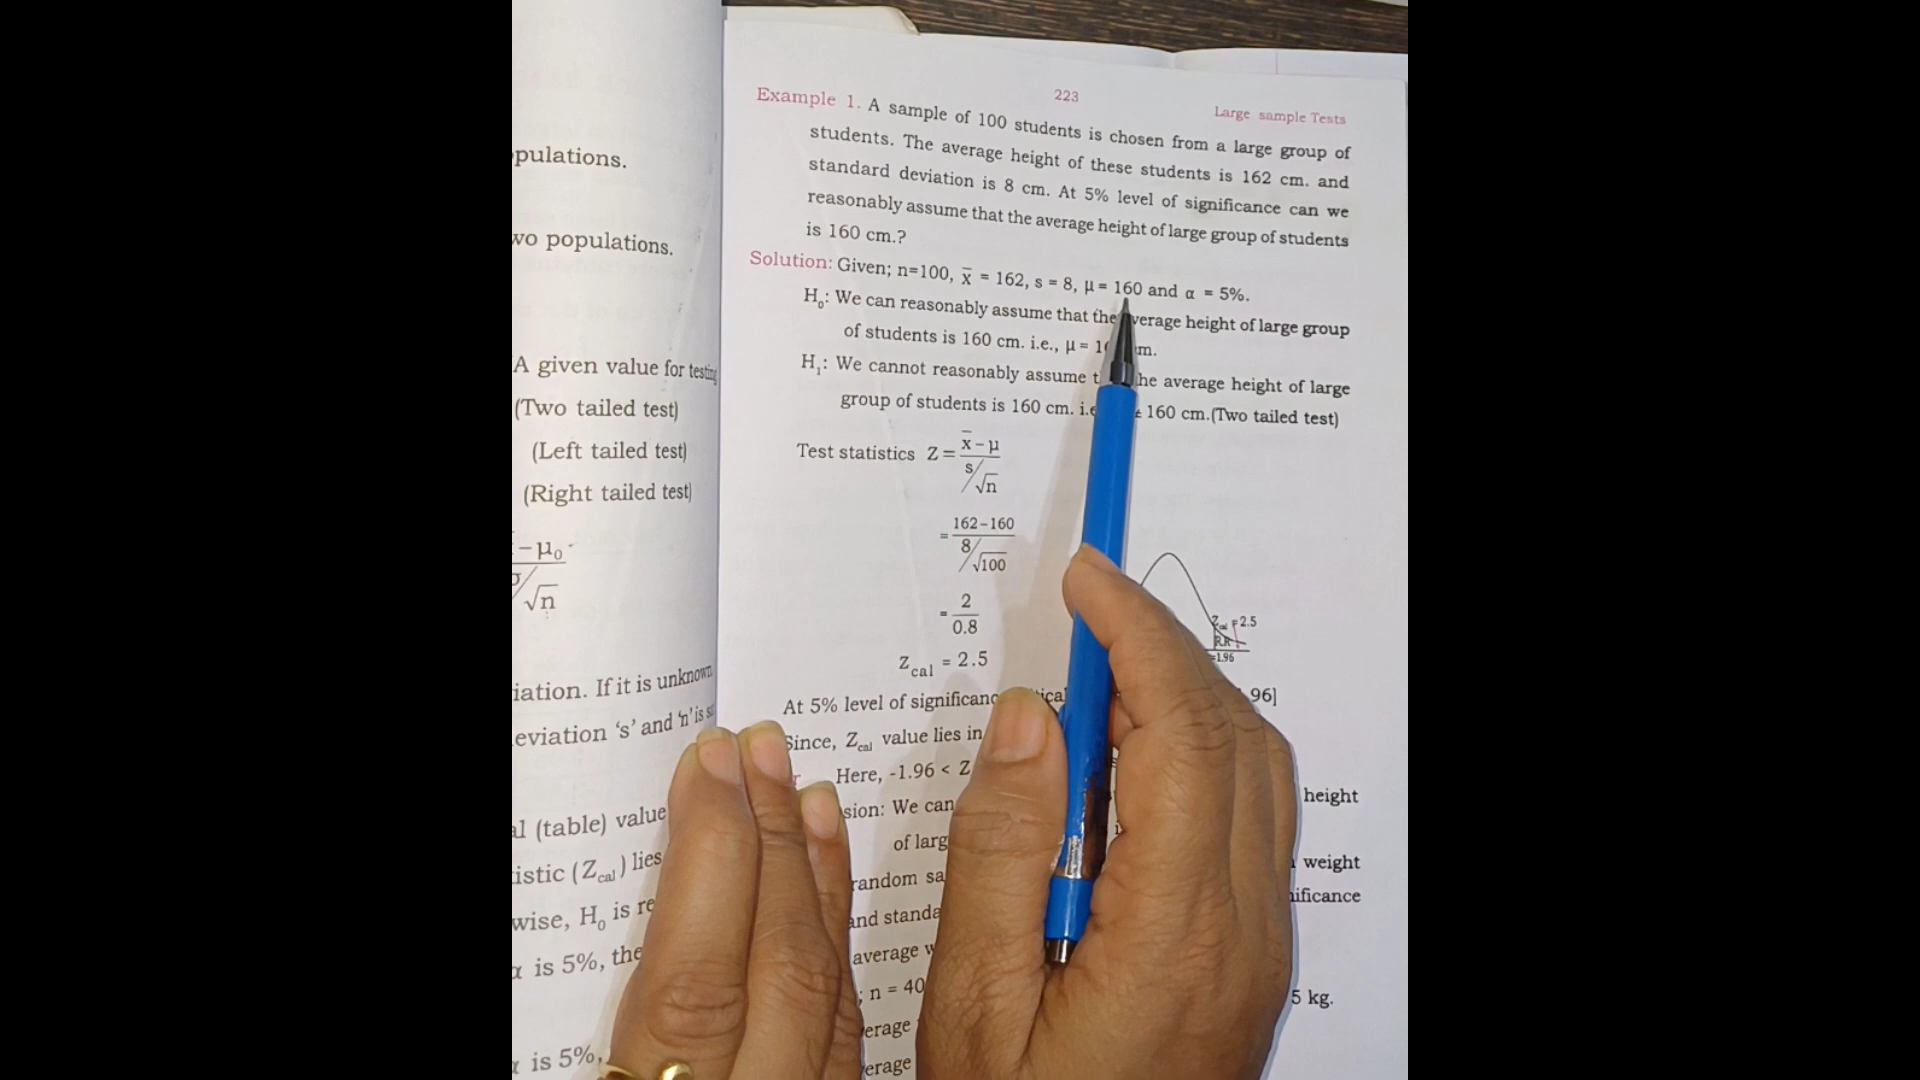 pulations.
wo populations.
A given value for testing
(Two tailed test)
(Left tailed test)
(Right tailed test)
– μ₀
√n
iation. If it is unknown
eviation ‘s’ and ‘n’ is
al (table) value
istic (Zcal) lies
wise, H₀ is re
α is 5%, the
α is 5%,
223
Large sample Tests
Example 1. A sample of 100 students is chosen from a large group of
students. The average height of these students is 162 cm. and
standard deviation is 8 cm. At 5% level of significance can we
reasonably assume that the average height of large group of students
is 160 cm.?
Solution: Given; n=100, x̄ = 162, s = 8, μ = 160 and α = 5%.
H₀: We can reasonably assume that the verage height of large group
of students is 160 cm. i.e., μ = 1 m.
H₁: We cannot reasonably assume t he average height of large
group of students is 160 cm. i.e 160 cm.(Two tailed test)
Test statistics Z = x̄ – μ / s/√n
= 162 – 160 / 8/√100
= 2 / 0.8
Zcal = 2.5
Zcal = 2.5
R.R
=1.96
At 5% level of significanc tical 96]
Since, Zcal value lies in
Here, -1.96 < Z
sion: We can height
of larg
random sa weight
and standa ificance
average w
; n = 40 5 kg.
erage
erage